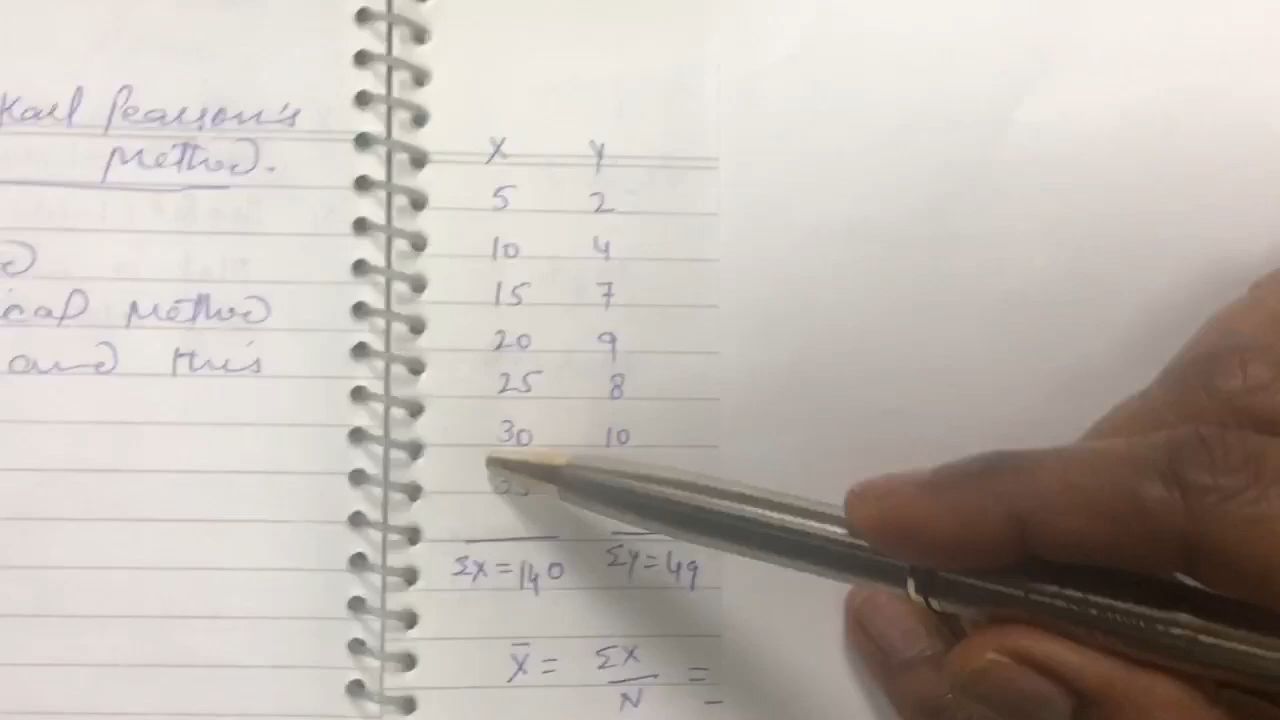 Karl Pearson's
Method.
ical method
and this
X Y
5 2
10 4
15 7
20 9
25 8
30 10
ΣX = 140 ΣY = 49
X̄ = ΣX =
N